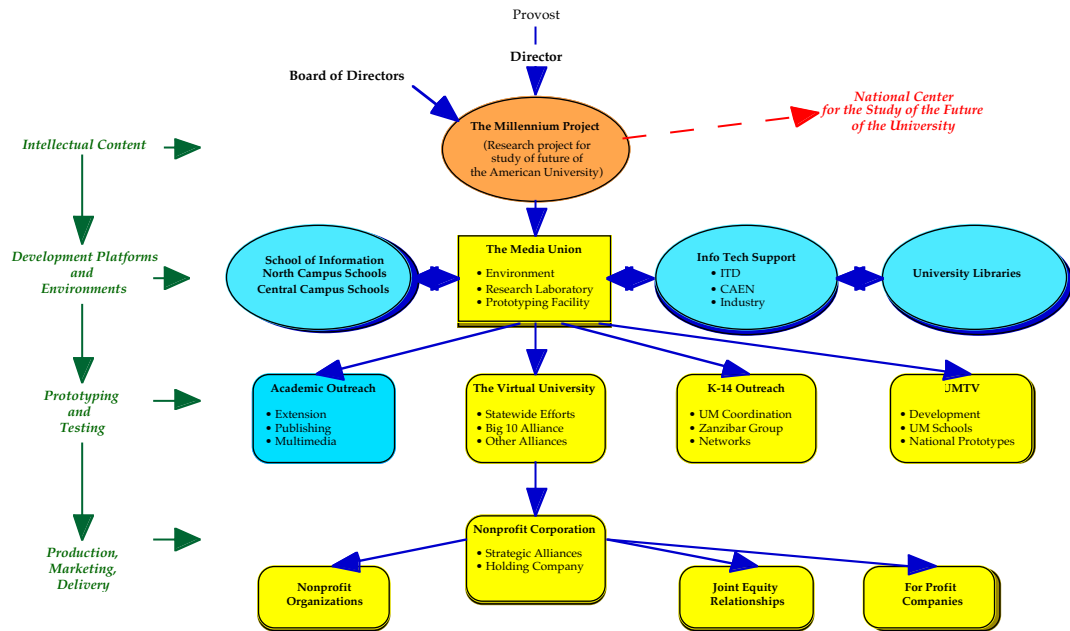 Provost
Director
Board of Directors
National Center
for the Study of the Future
of the University
The Millennium Project
(Research project for
study of future of
the American University)
Intellectual Content
Development Platforms
and
Environments
School of Information
North Campus Schools
Central Campus Schools
The Media Union
• Environment
• Research Laboratory
• Prototyping Facility
Info Tech Support
• ITD
• CAEN
• Industry
University Libraries
Prototyping
and
Testing
Academic Outreach
• Extension
• Publishing
• Multimedia
The Virtual University
• Statewide Efforts
• Big 10 Alliance
• Other Alliances
K-14 Outreach
• UM Coordination
• Zanzibar Group
• Networks
UMTV
• Development
• UM Schools
• National Prototypes
Production,
Marketing,
Delivery
Nonprofit Corporation
• Strategic Alliances
• Holding Company
Nonprofit
Organizations
Joint Equity
Relationships
For Profit
Companies